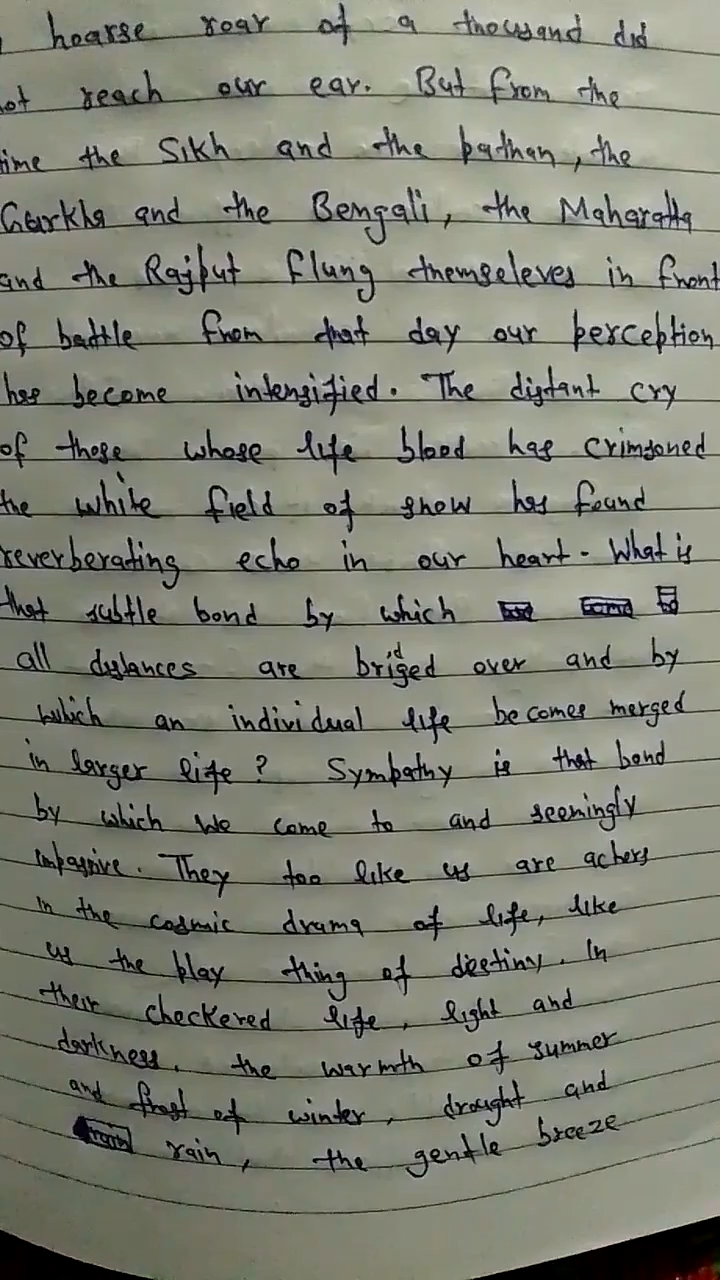 hoarse roar of a thousand did
ot reach our ear. But from the
ime the Sikh and the pathan, the
Gurkha and the Bengali, the Maharatta
and the Rajput flung themseleves in front
of battle from that day our perception
has become intensified. The distant cry
of those whose life blood has crimsoned
the white field of snow has found
reverberating echo in our heart. What is
that subtle bond by which
all distances are bridged over and by
which an individual life becomes merged
in larger life? Sympathy is that bond
by which we come to and seemingly
impassive. They too like us are acters
in the cosmic drama of life, like
us the play thing of destiny. In
their checkered life, light and
darkness, the warmth of summer
and frost of winter, drought and
rain, the gentle breeze